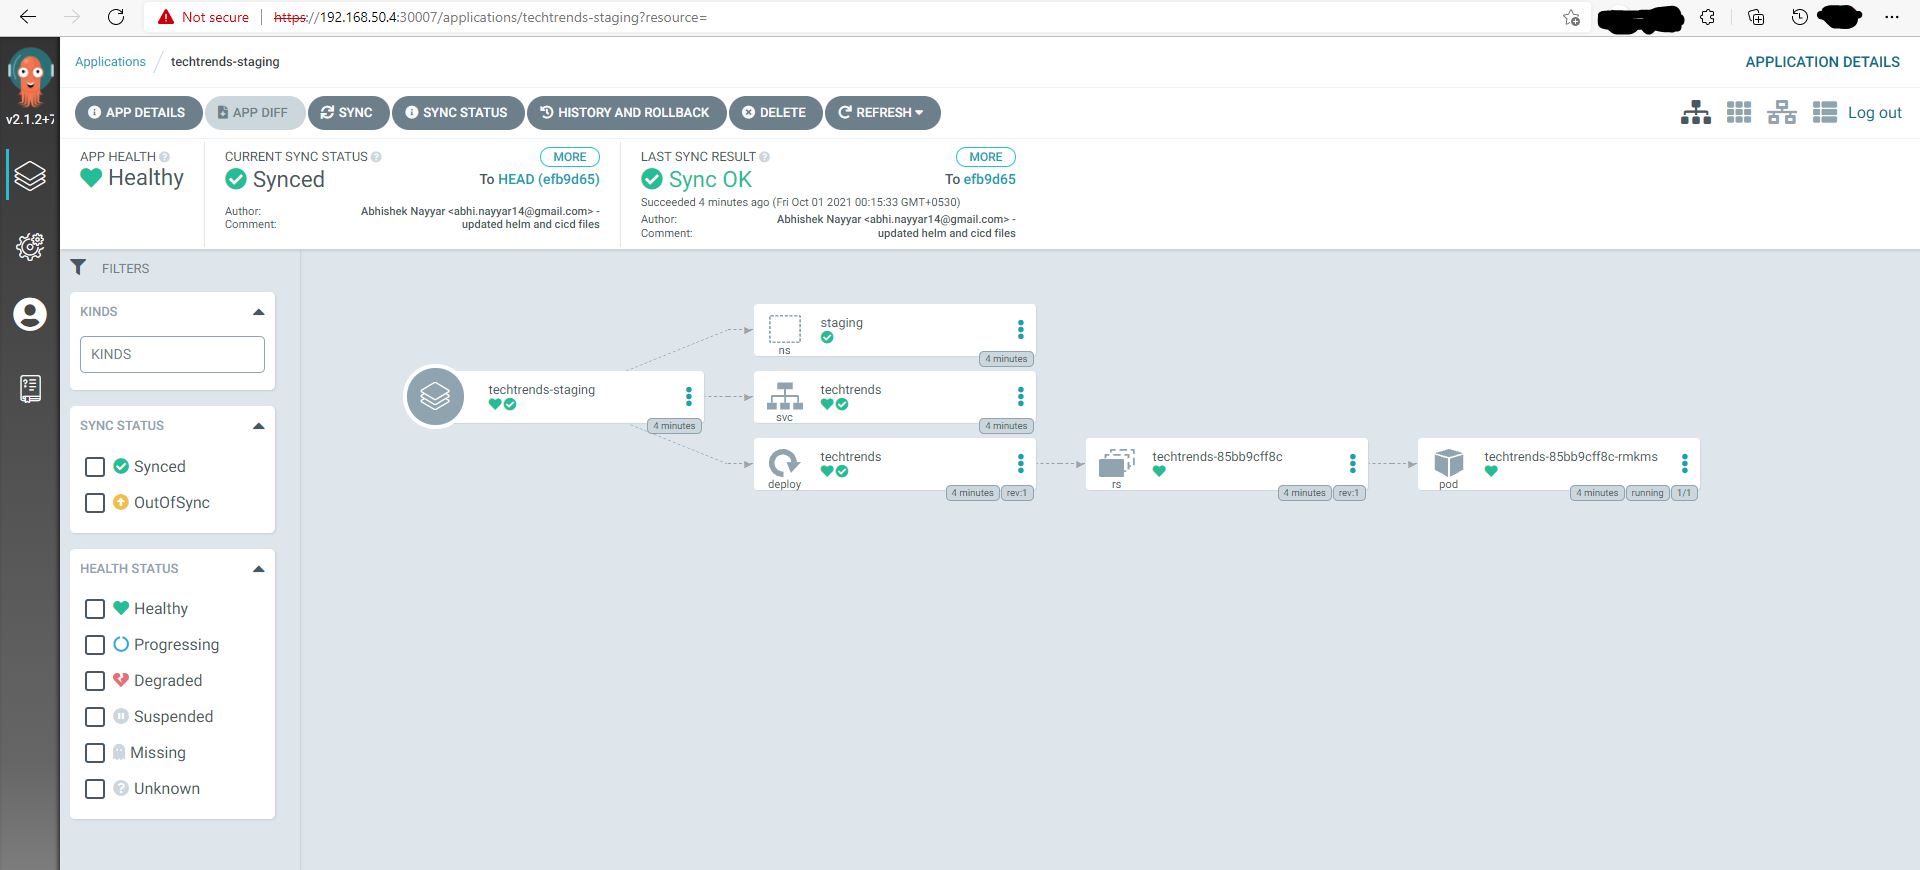 Not secure | https://192.168.50.4:30007/applications/techtrends-staging?resource=
v2.1.2+7
Applications / techtrends-staging
APPLICATION DETAILS
APP DETAILS
APP DIFF
SYNC
SYNC STATUS
HISTORY AND ROLLBACK
DELETE
REFRESH
Log out
APP HEALTH
Healthy
CURRENT SYNC STATUS
MORE
Synced
To HEAD (efb9d65)
Author: Abhishek Nayyar <abhi.nayyar14@gmail.com> -
Comment: updated helm and cicd files
LAST SYNC RESULT
MORE
Sync OK
To efb9d65
Succeeded 4 minutes ago (Fri Oct 01 2021 00:15:33 GMT+0530)
Author: Abhishek Nayyar <abhi.nayyar14@gmail.com> -
Comment: updated helm and cicd files
FILTERS
KINDS
KINDS
SYNC STATUS
Synced
OutOfSync
HEALTH STATUS
Healthy
Progressing
Degraded
Suspended
Missing
Unknown
techtrends-staging
4 minutes
staging
ns
4 minutes
techtrends
svc
4 minutes
techtrends
deploy
4 minutes
rev:1
techtrends-85bb9cff8c
rs
4 minutes
rev:1
techtrends-85bb9cff8c-rmkms
pod
4 minutes
running
1/1